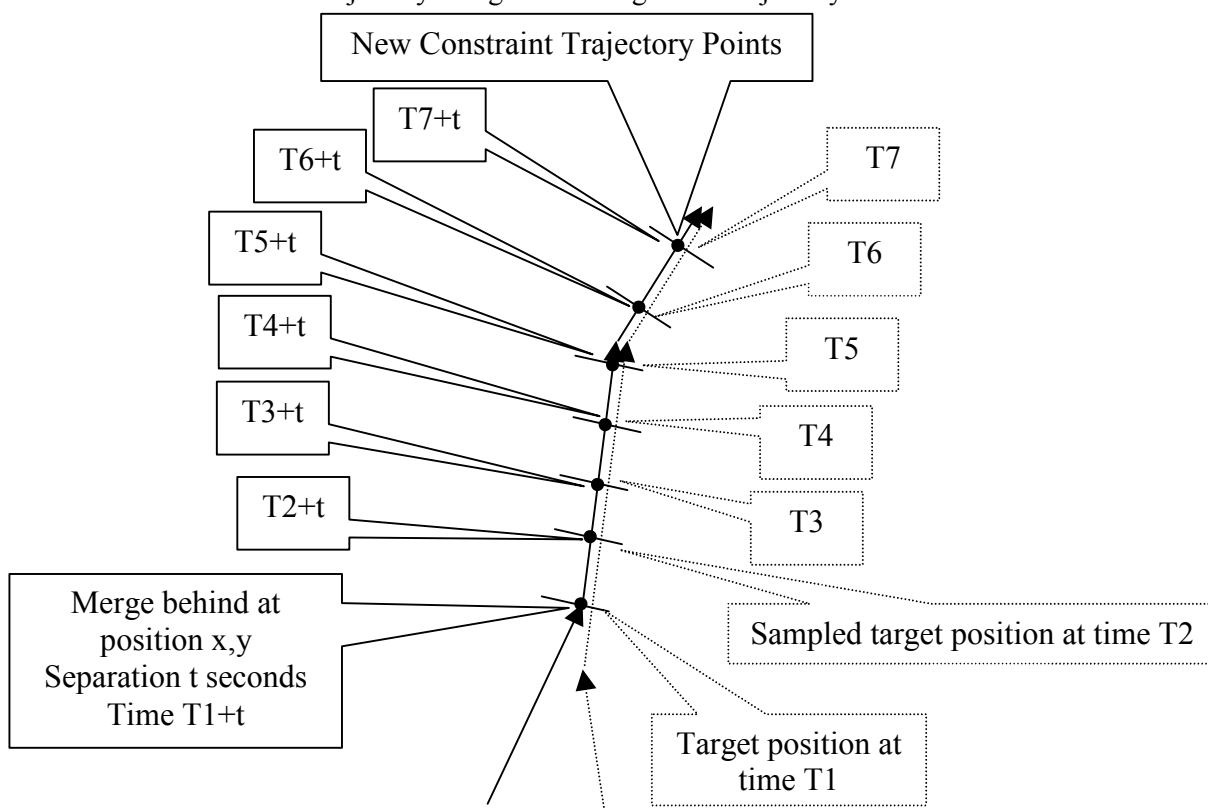 New Constraint Trajectory Points
T7+t
T6+t
T7
T5+t
T6
T4+t
T5
T3+t
T4
T2+t
T3
Merge behind at
position x,y
Separation t seconds
Time T1+t
Sampled target position at time T2
Target position at
time T1